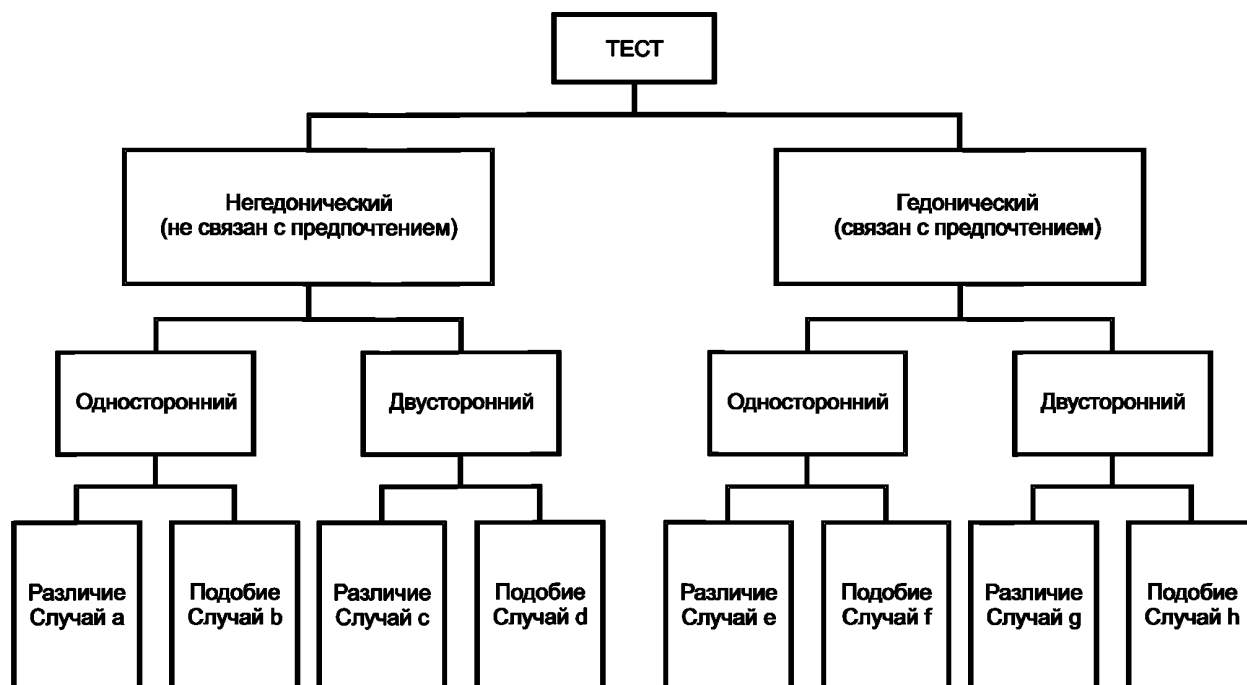 ТЕСТ
Негедонический
(не связан с предпочтением)
Гедонический
(связан с предпочтением)
Односторонний
Двусторонний
Односторонний
Двусторонний
Различие
Случай a
Подобие
Случай b
Различие
Случай c
Подобие
Случай d
Различие
Случай e
Подобие
Случай f
Различие
Случай g
Подобие
Случай h